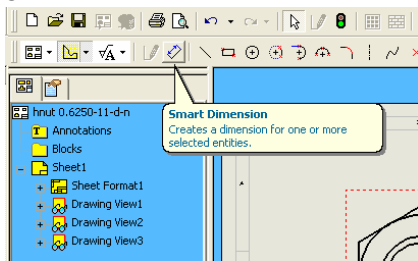 hnut 0.6250-11-d-n
Smart Dimension
Creates a dimension for one or more
selected entities.
T Annotations
Blocks
Sheet1
Sheet Format1
Drawing View1
Drawing View2
Drawing View3